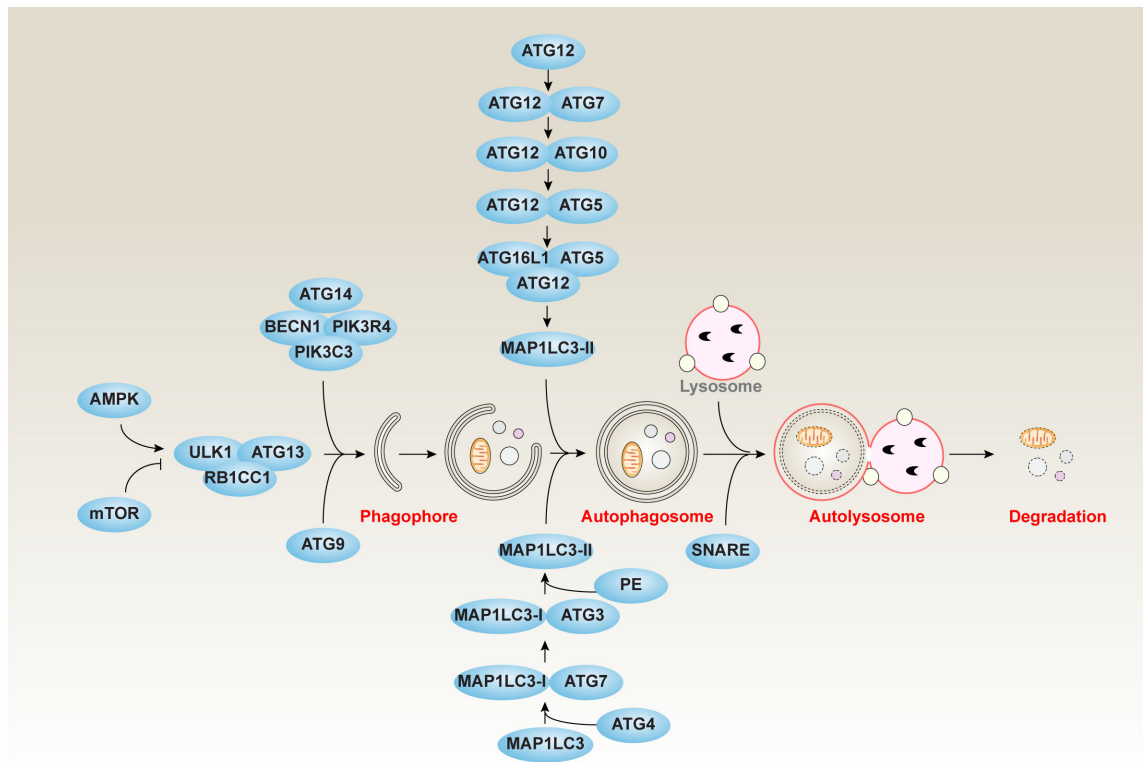 ATG12
ATG12 ATG7
ATG12 ATG10
ATG12 ATG5
ATG16L1 ATG5
ATG12
ATG14
BECN1 PIK3R4
PIK3C3
MAP1LC3-II
Lysosome
AMPK
ULK1 ATG13
RB1CC1
mTOR
ATG9
Phagophore
Autophagosome
Autolysosome
Degradation
MAP1LC3-II
SNARE
PE
MAP1LC3-I ATG3
MAP1LC3-I ATG7
ATG4
MAP1LC3